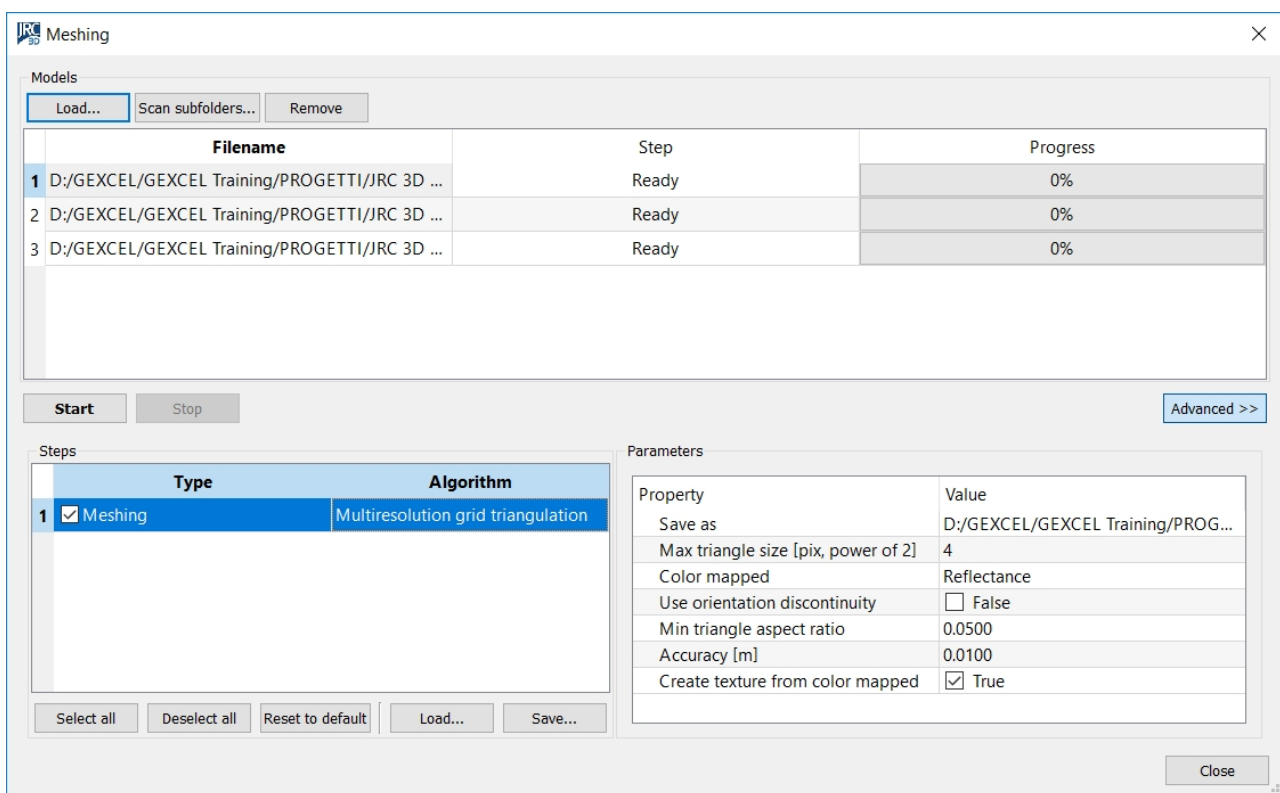 JRC 3D Meshing
Models
Load... Scan subfolders... Remove
Filename Step Progress
1 D:/GEXCEL/GEXCEL Training/PROGETTI/JRC 3D ... Ready 0%
2 D:/GEXCEL/GEXCEL Training/PROGETTI/JRC 3D ... Ready 0%
3 D:/GEXCEL/GEXCEL Training/PROGETTI/JRC 3D ... Ready 0%
Start Stop Advanced >>
Steps
Type Algorithm
1 Meshing Multiresolution grid triangulation
Select all Deselect all Reset to default Load... Save...
Parameters
Property Value
Save as D:/GEXCEL/GEXCEL Training/PROG...
Max triangle size [pix, power of 2] 4
Color mapped Reflectance
Use orientation discontinuity False
Min triangle aspect ratio 0.0500
Accuracy [m] 0.0100
Create texture from color mapped True
Close